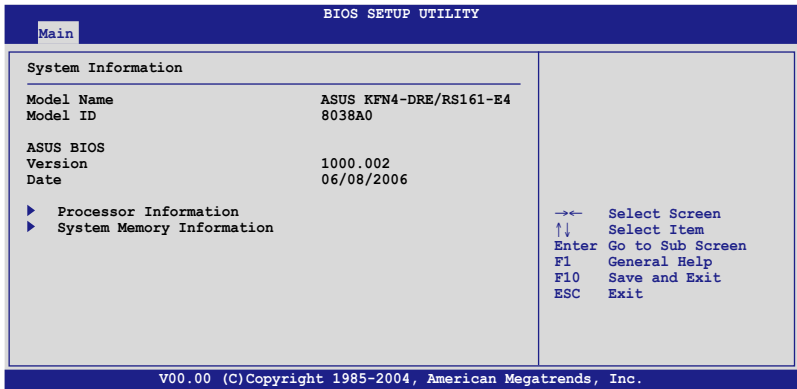 BIOS SETUP UTILITY
Main
System Information
Model Name ASUS KFN4-DRE/RS161-E4
Model ID 8038A0
ASUS BIOS
Version 1000.002
Date 06/08/2006
Processor Information
System Memory Information
→← Select Screen
↑↓ Select Item
Enter Go to Sub Screen
F1 General Help
F10 Save and Exit
ESC Exit
V00.00 (C)Copyright 1985-2004, American Megatrends, Inc.